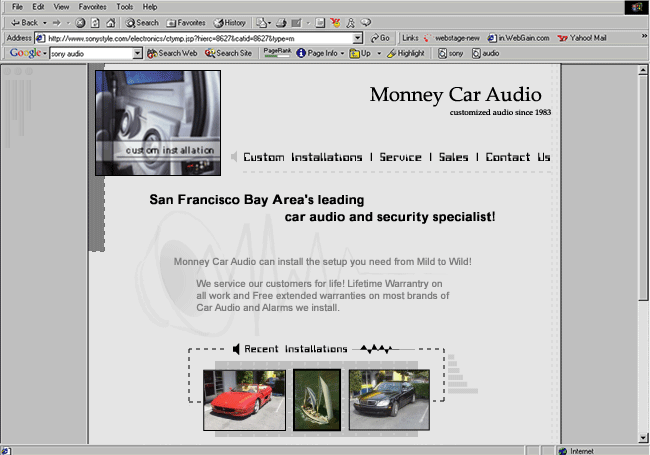 File Edit View Favorites Tools Help
Back Search Favorites History
Address http://www.sonystyle.com/electronics/ctymp.jsp?hierc=8627&catid=8627&type=m Go Links webstage-new in.WebGain.com Yahoo! Mail
Google sony audio Search Web Search Site PageRank Page Info Up Highlight sony audio
custom installation
Monney Car Audio
customized audio since 1983
Custom Installations | Service | Sales | Contact Us
San Francisco Bay Area's leading
car audio and security specialist!
Monney Car Audio can install the setup you need from Mild to Wild!
We service our customers for life! Lifetime Warrantry on
all work and Free extended warranties on most brands of
Car Audio and Alarms we install.
Recent Installations
Internet